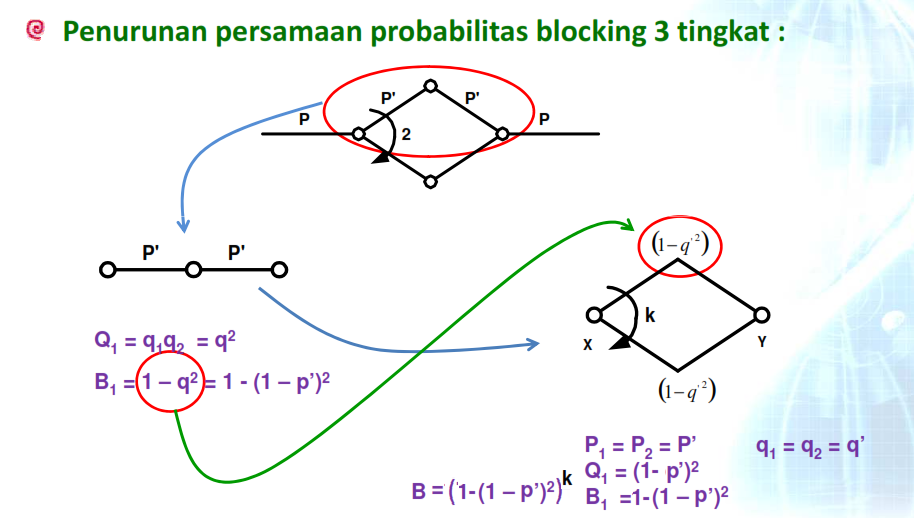 Penurunan persamaan probabilitas blocking 3 tingkat :
P' P'
P P
2
P' P'
(1–q'²)
k
X Y
Q₁ = q₁q₂ = q²
B₁ = 1 – q² = 1 - (1 – p’)²
(1–q'²)
P₁ = P₂ = P’ q₁ = q₂ = q’
Q₁ = (1- p’)²
B = (1-(1 – p’)²)ᵏ
B₁ =1-(1 – p’)²